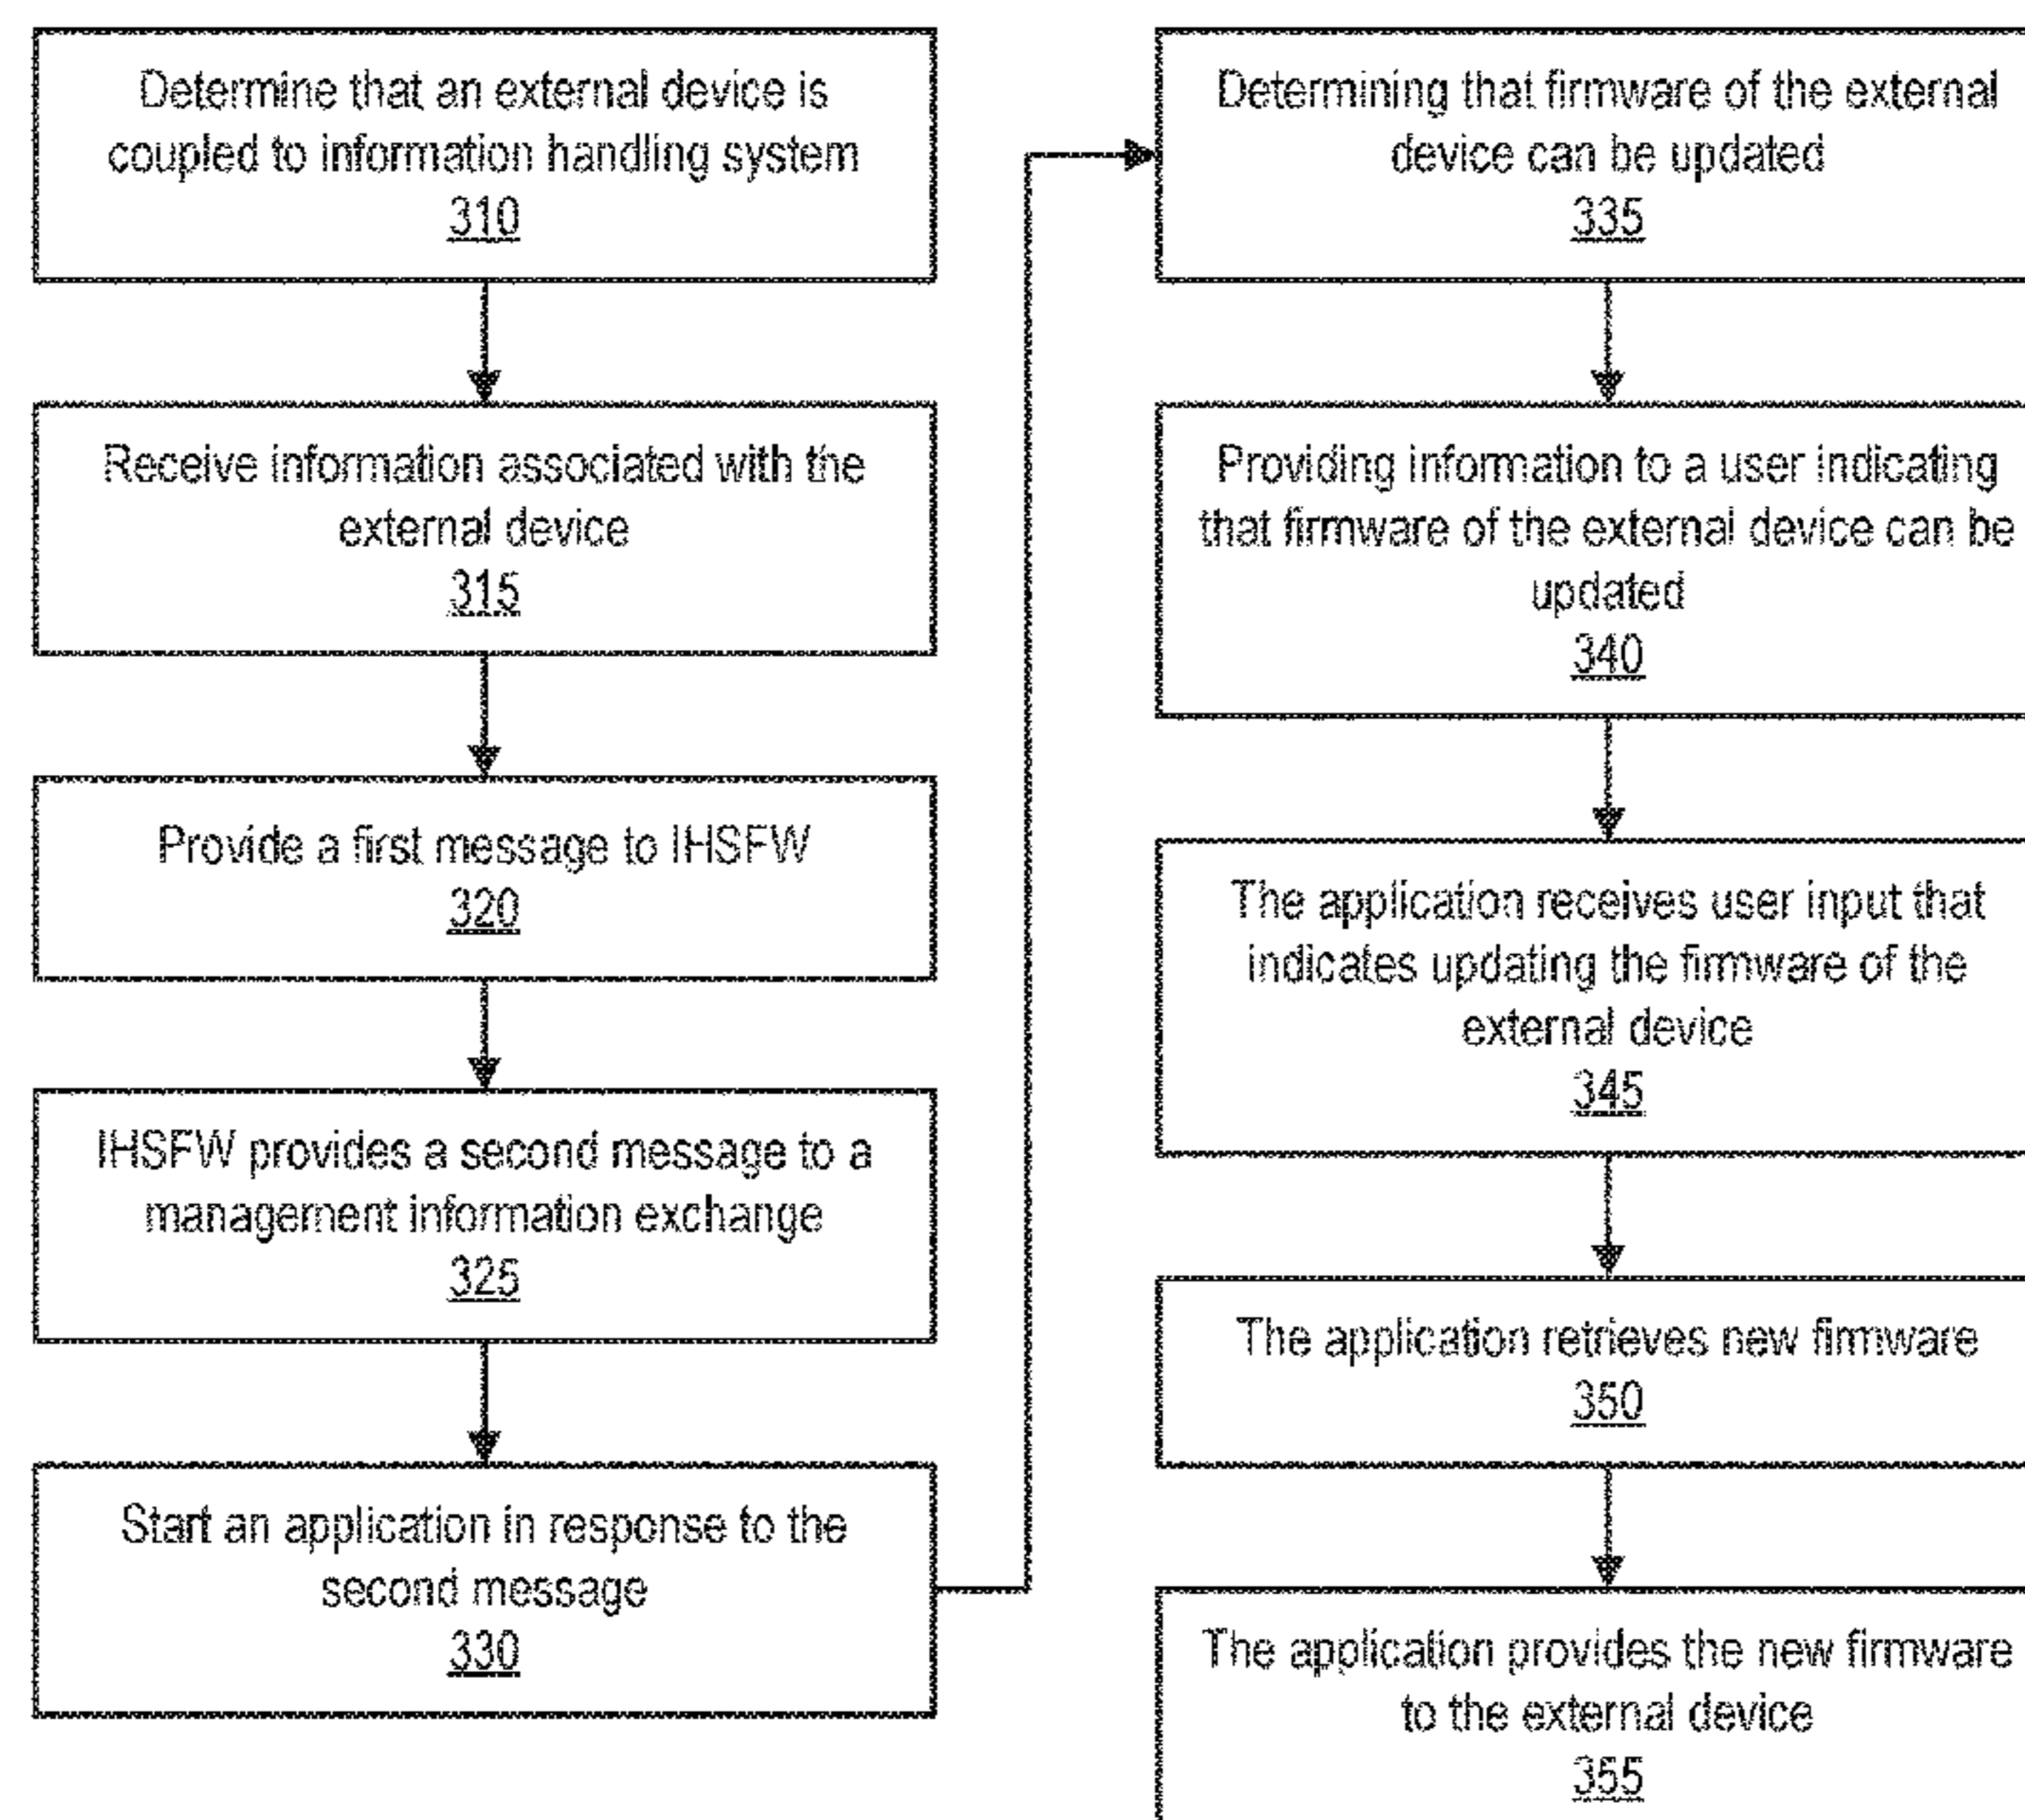 Determine that an external device is
coupled to information handling system
310
Receive information associated with the
external device
315
Provide a first message to IHSFW
320
IHSFW provides a second message to a
management information exchange
325
Start an application in response to the
second message
330
Determining that firmware of the external
device can be updated
335
Providing information to a user indicating
that firmware of the external device can be
updated
340
The application receives user input that
indicates updating the firmware of the
external device
345
The application retrieves new firmware
350
The application provides the new firmware
to the external device
355